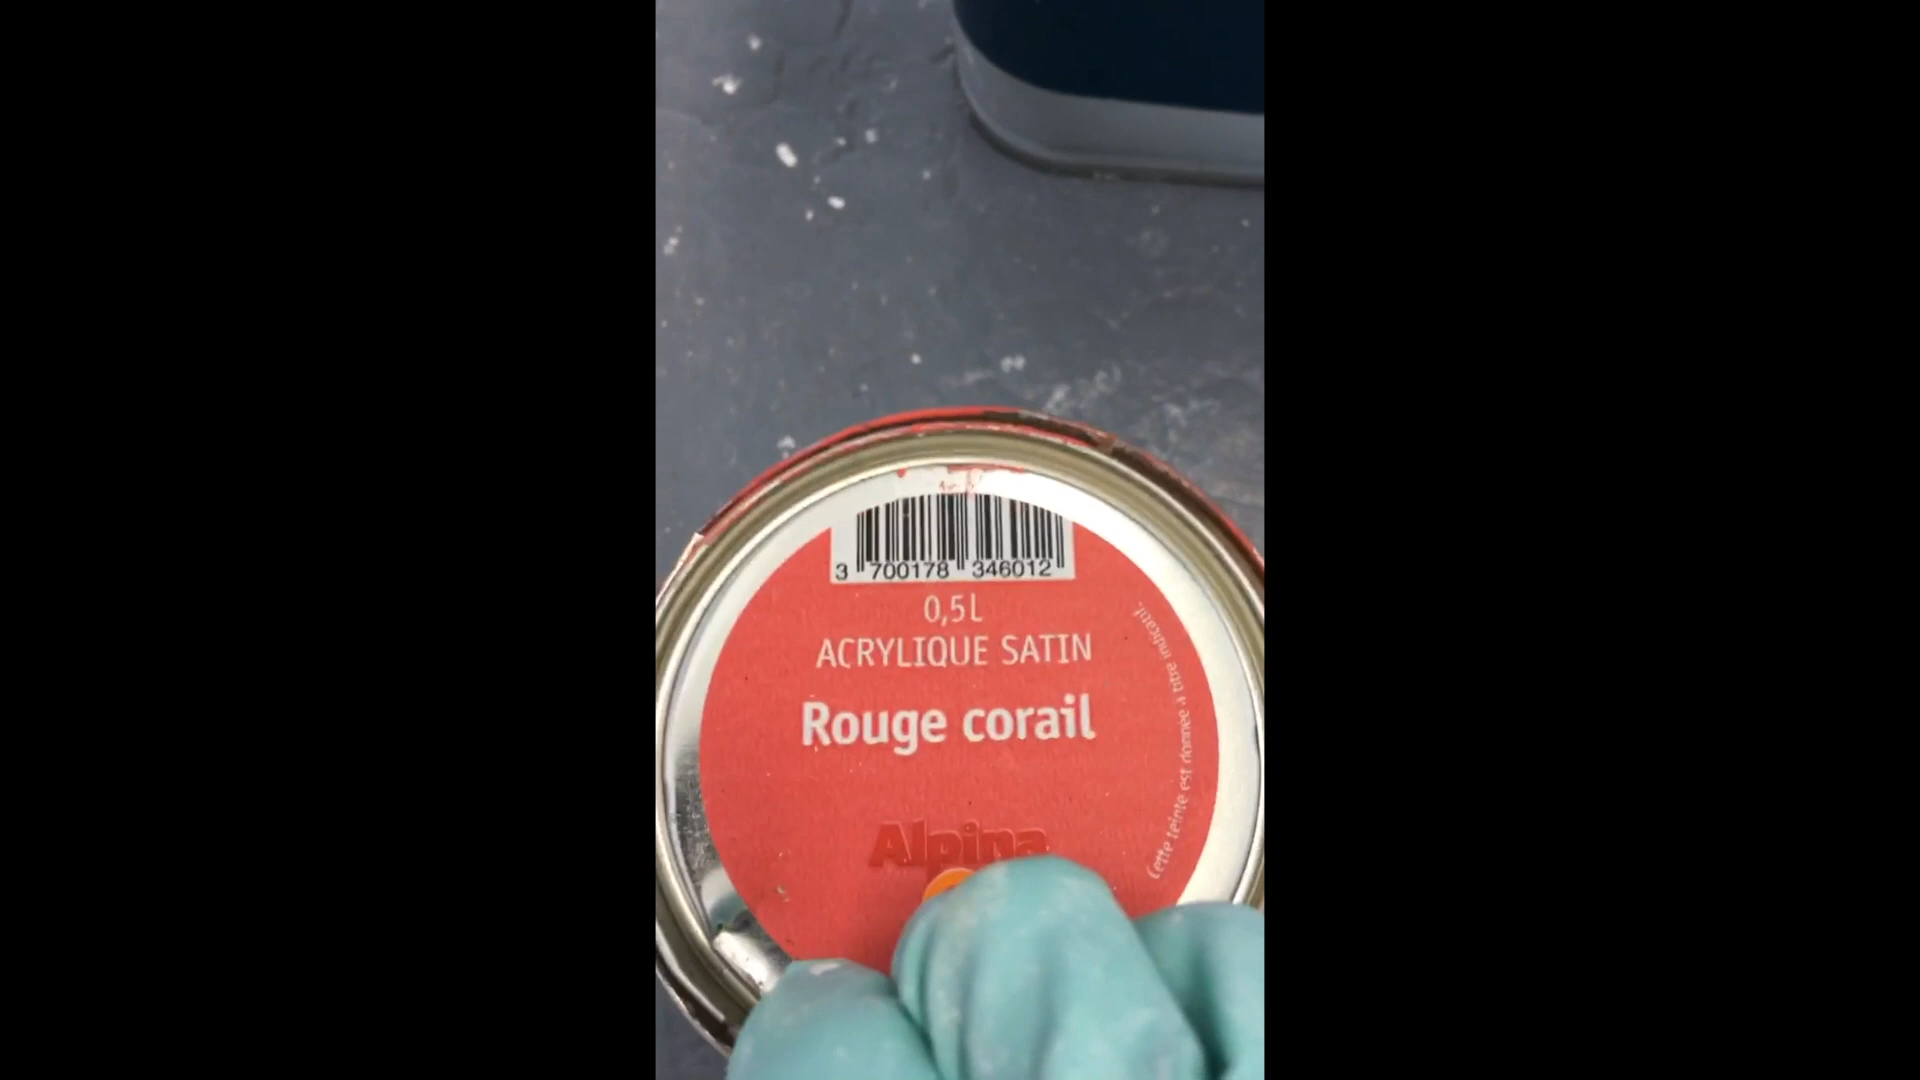 3 700178 346012
0,5L
ACRYLIQUE SATIN
Rouge corail
Alpina
Cette teinte est donnée à titre indicatif.